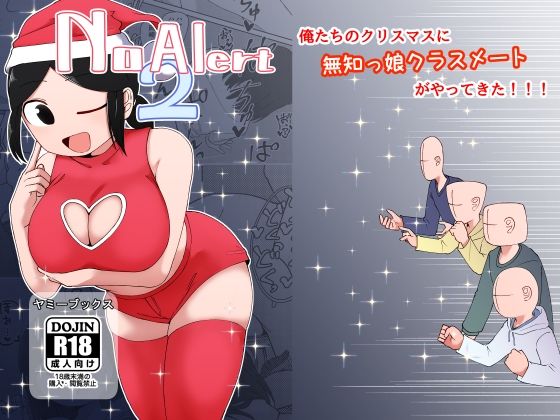 NoAlert
2
ヤミーブックス
DOJIN
R18
成人向け
18歳未満の
購入・閲覧禁止
俺たちのクリスマスに
無知っ娘クラスメート
がやってきた！！！